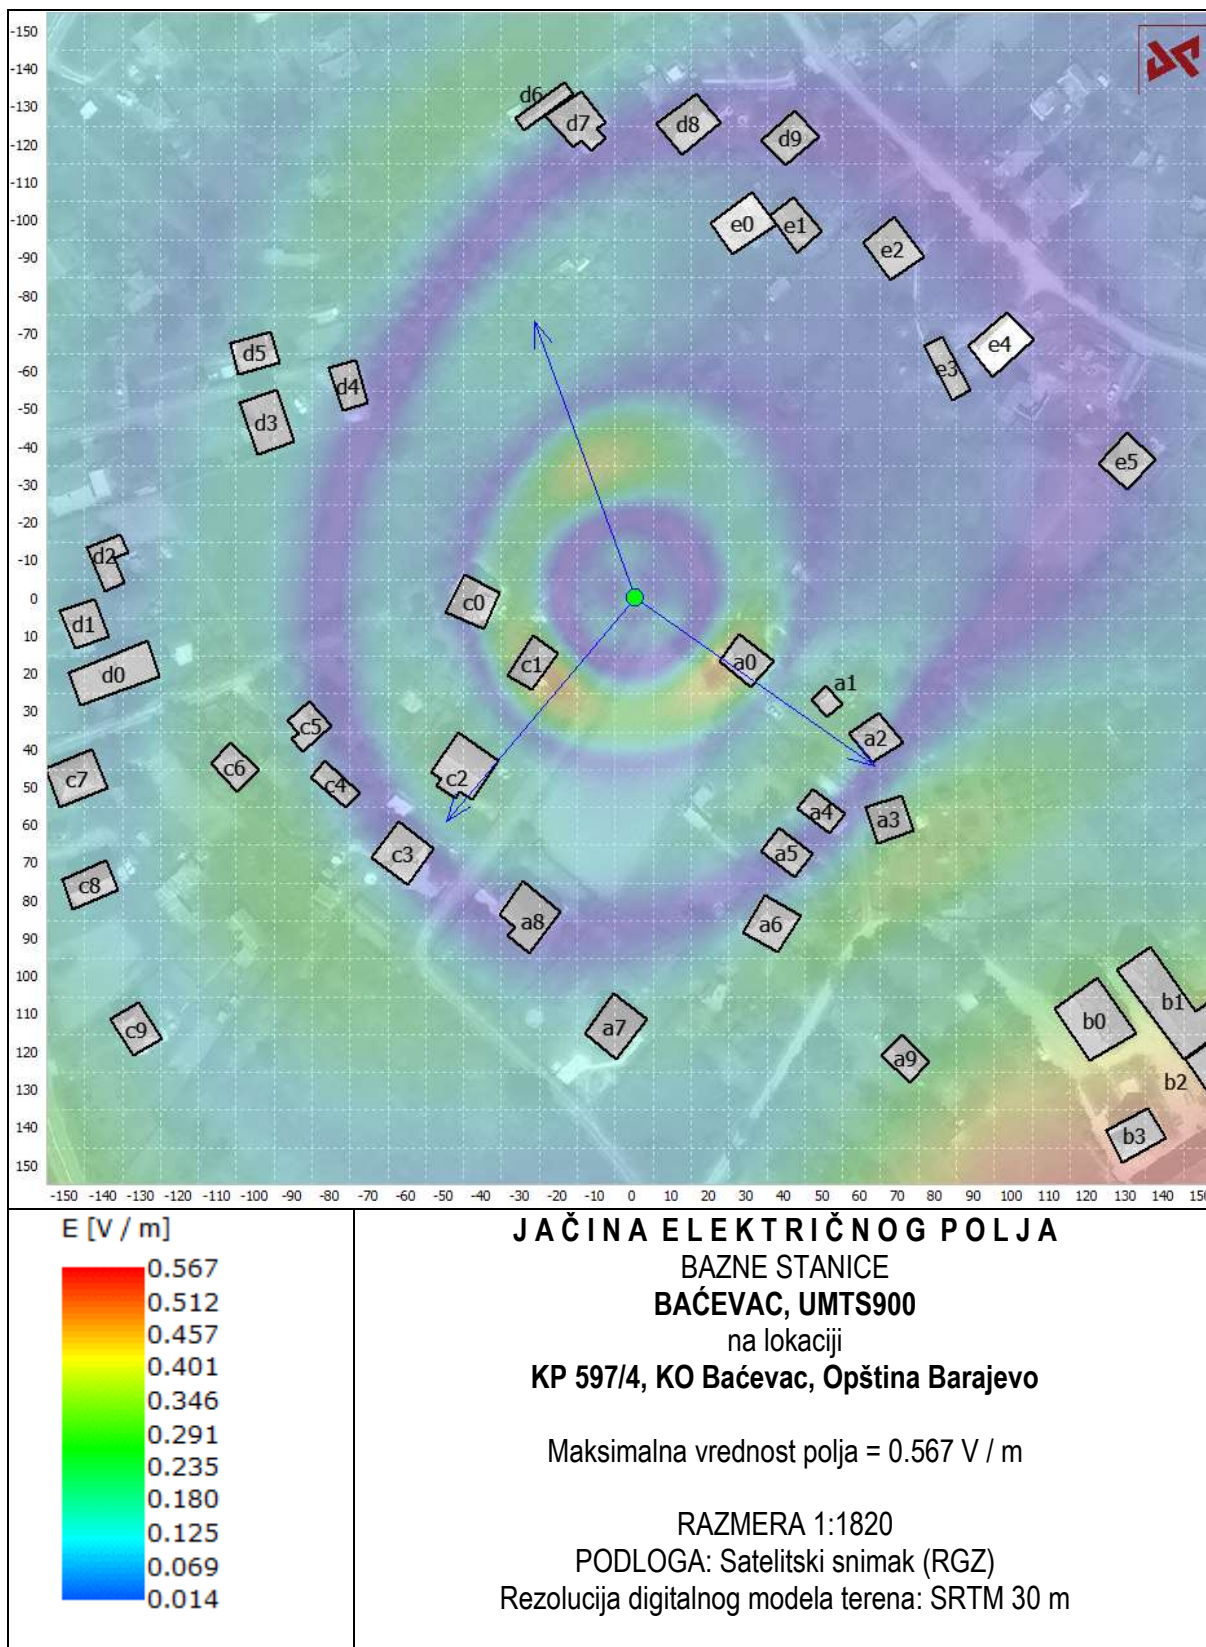 -150
-140
-130
-120
-110
-100
-90
-80
-70
-60
-50
-40
-30
-20
-10
0
10
20
30
40
50
60
70
80
90
100
110
120
130
140
150
d6
d7
d8
d9
e0
e1
e2
d5
d4
d3
e3
e4
e5
d2
d1
d0
c0
c1
a0
a1
a2
c5
c6
c4
c7
c2
a4
a3
a5
c3
c8
a8
a6
c9
a7
a9
b0
b1
b2
b3
-150 -140 -130 -120 -110 -100 -90 -80 -70 -60 -50 -40 -30 -20 -10 0 10 20 30 40 50 60 70 80 90 100 110 120 130 140 150
E [V / m]
0.567
0.512
0.457
0.401
0.346
0.291
0.235
0.180
0.125
0.069
0.014
JAČINA ELEKTRIČNOG POLJA
BAZNE STANICE
BAĆEVAC, UMTS900
na lokaciji
KP 597/4, KO Baćevac, Opština Barajevo
Maksimalna vrednost polja = 0.567 V / m
RAZMERA 1:1820
PODLOGA: Satelitski snimak (RGZ)
Rezolucija digitalnog modela terena: SRTM 30 m